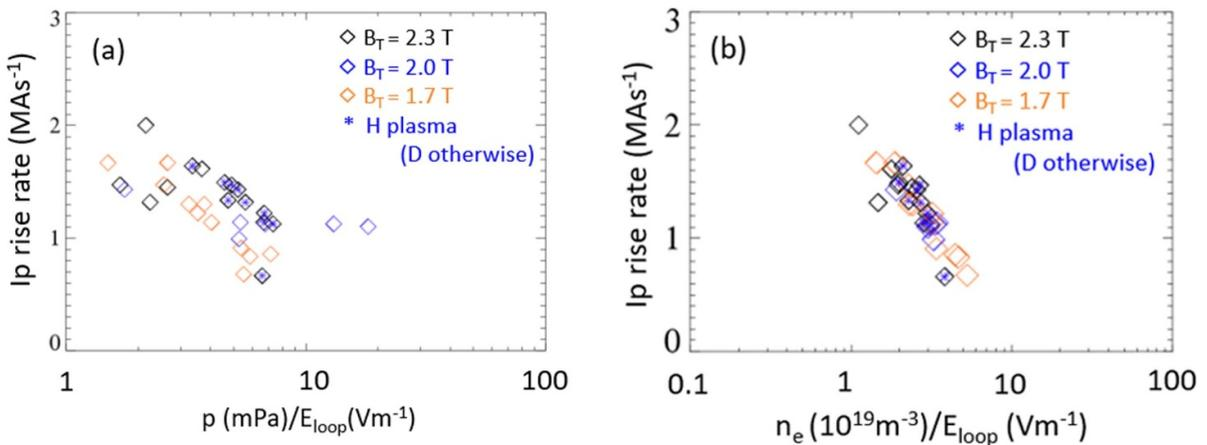 (a)
B_T = 2.3 T
B_T = 2.0 T
B_T = 1.7 T
* H plasma
(D otherwise)
Ip rise rate (MAs⁻¹)
3
2
1
0
1 10 100
p (mPa)/E_loop(Vm⁻¹)
(b)
B_T = 2.3 T
B_T = 2.0 T
B_T = 1.7 T
* H plasma
(D otherwise)
Ip rise rate (MAs⁻¹)
3
2
1
0
0.1 1 10 100
n_e (10¹⁹m⁻³)/E_loop (Vm⁻¹)